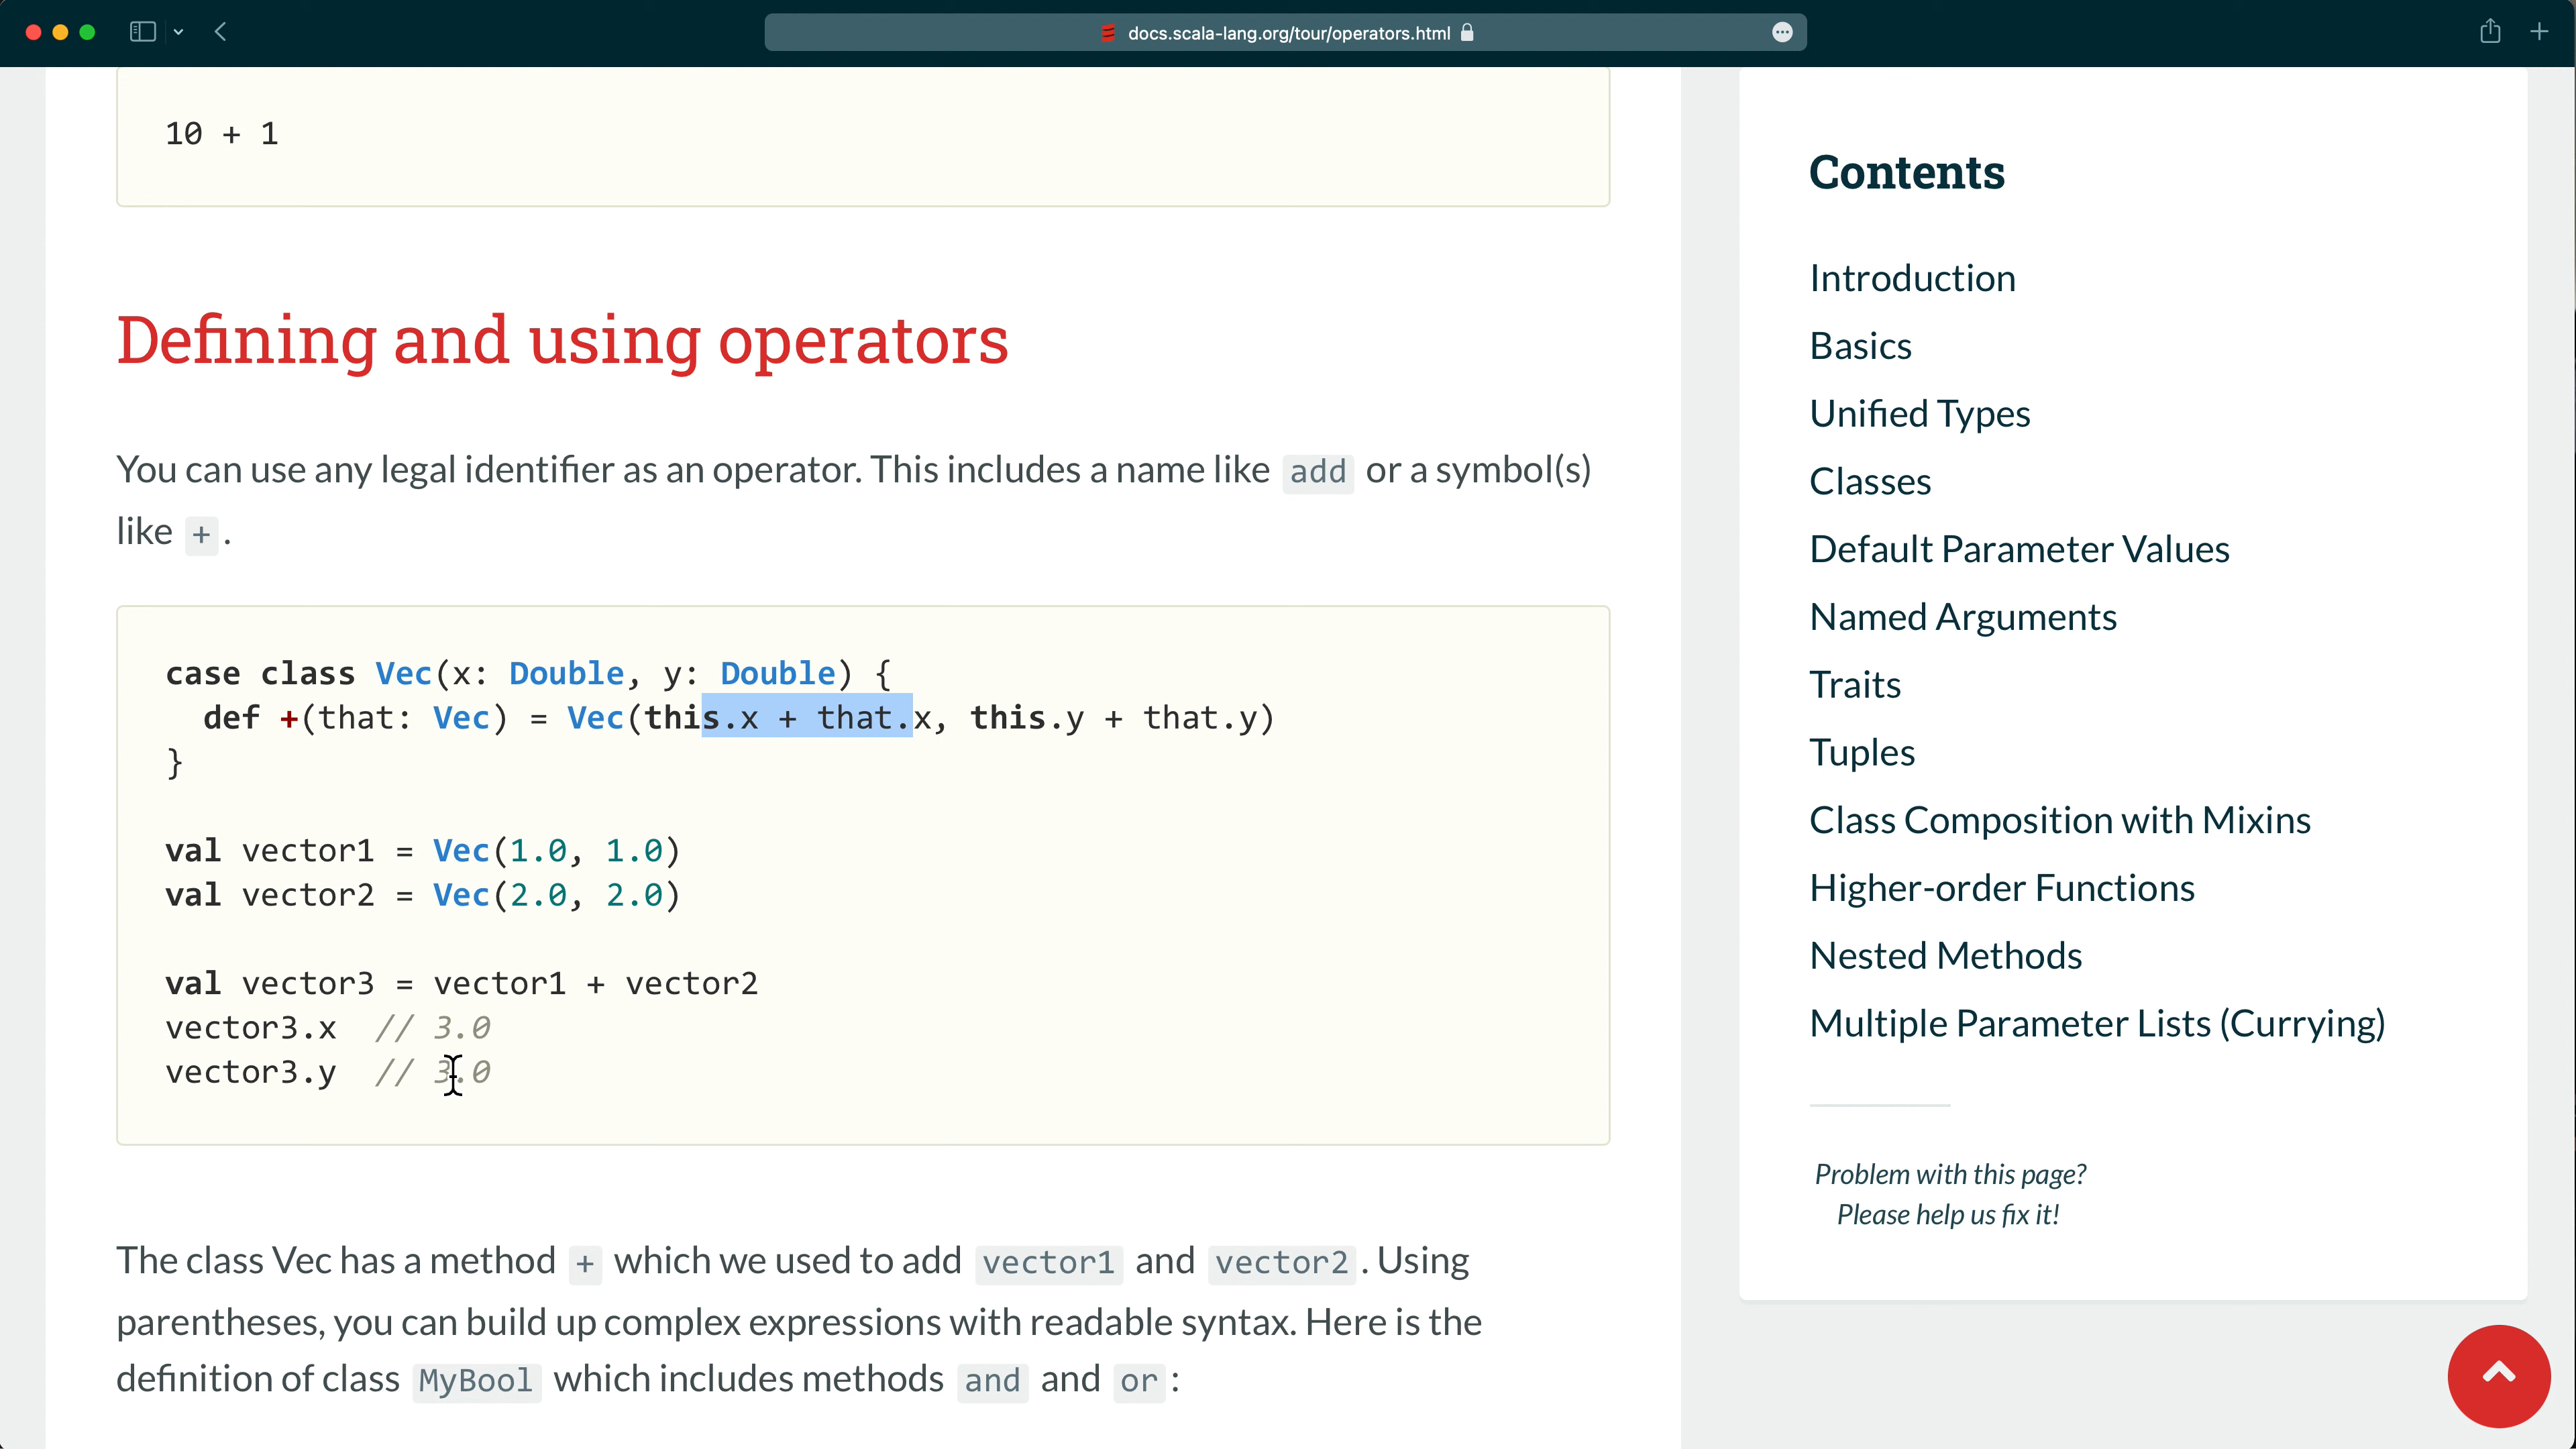 docs.scala-lang.org/tour/operators.html
10 + 1
Defining and using operators
You can use any legal identifier as an operator. This includes a name like add or a symbol(s)
like + .
case class Vec(x: Double, y: Double) {
  def +(that: Vec) = Vec(this.x + that.x, this.y + that.y)
}
val vector1 = Vec(1.0, 1.0)
val vector2 = Vec(2.0, 2.0)
val vector3 = vector1 + vector2
vector3.x  // 3.0
vector3.y  // 3.0
The class Vec has a method + which we used to add vector1 and vector2 . Using
parentheses, you can build up complex expressions with readable syntax. Here is the
definition of class MyBool which includes methods and and or :
Contents
Introduction
Basics
Unified Types
Classes
Default Parameter Values
Named Arguments
Traits
Tuples
Class Composition with Mixins
Higher-order Functions
Nested Methods
Multiple Parameter Lists (Currying)
Problem with this page?
Please help us fix it!